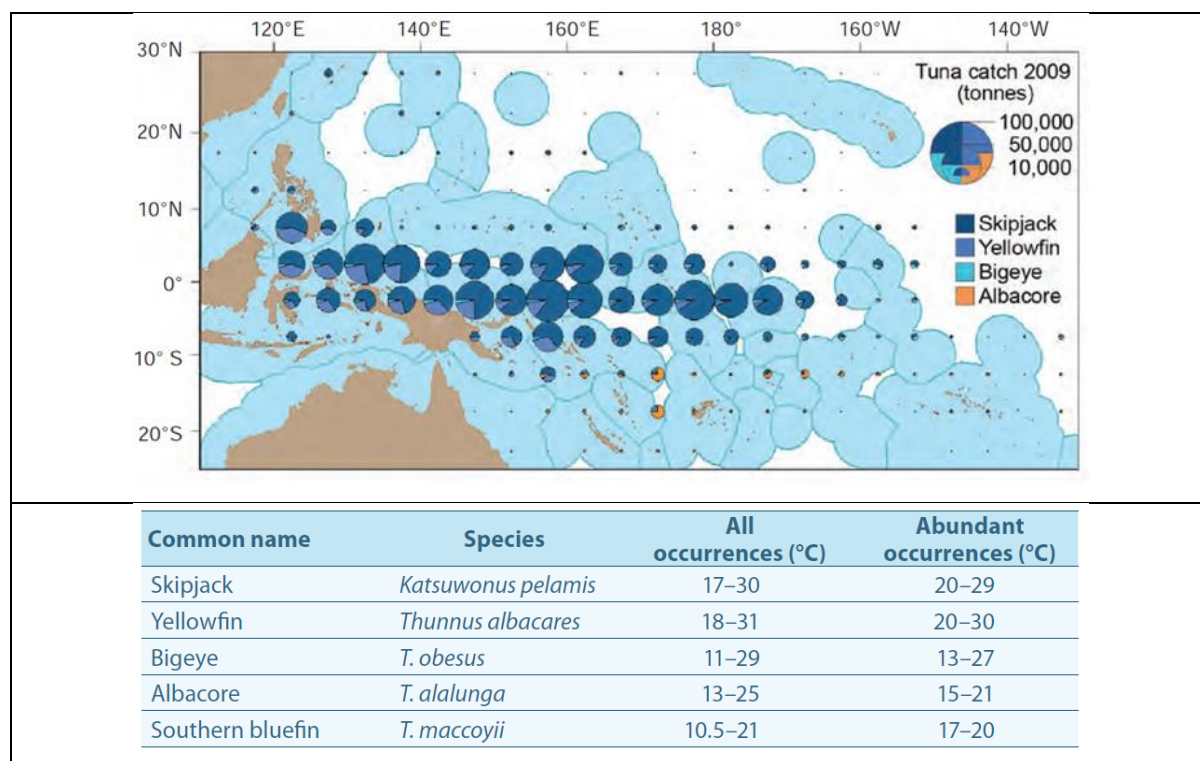 120°E 140°E 160°E 180° 160°W 140°W
30°N
20°N
10°N
0°
10° S
20°S
Tuna catch 2009
(tonnes)
100,000
50,000
10,000
Skipjack
Yellowfin
Bigeye
Albacore
Common name Species All occurrences (°C) Abundant occurrences (°C)
Skipjack Katsuwonus pelamis 17–30 20–29
Yellowfin Thunnus albacares 18–31 20–30
Bigeye T. obesus 11–29 13–27
Albacore T. alalunga 13–25 15–21
Southern bluefin T. maccoyii 10.5–21 17–20